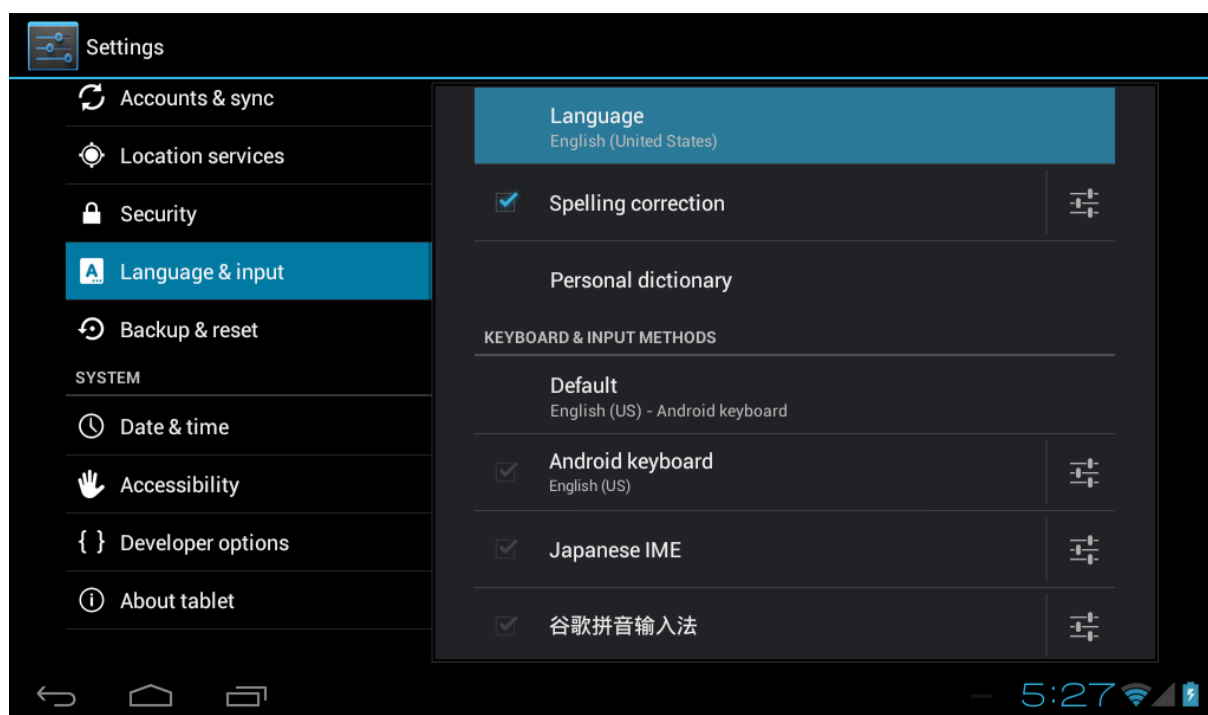 Settings
Accounts & sync
Location services
Security
Language & input
Backup & reset
SYSTEM
Date & time
Accessibility
{ } Developer options
About tablet
Language
English (United States)
Spelling correction
Personal dictionary
KEYBOARD & INPUT METHODS
Default
English (US) - Android keyboard
Android keyboard
English (US)
Japanese IME
谷歌拼音输入法
5:27